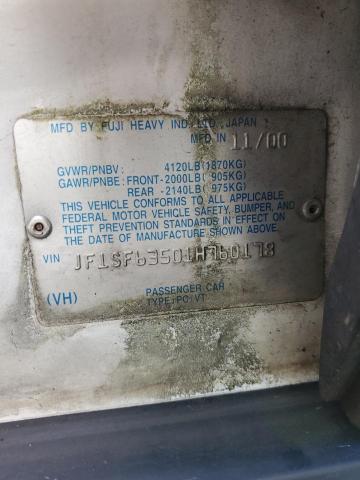 MFD BY FUJI HEAVY IND. LTD., JAPAN
MFD IN 11/00
GVWR/PNBV: 4120LB(1870KG)
GAWR/PNBE: FRONT-2000LB( 905KG)
REAR -2140LB( 975KG)
THIS VEHICLE CONFORMS TO ALL APPLICABLE
FEDERAL MOTOR VEHICLE SAFETY, BUMPER, AND
THEFT PREVENTION STANDARDS IN EFFECT ON
THE DATE OF MANUFACTURE SHOWN ABOVE.
VIN JF1SF63501H760178
(VH) PASSENGER CAR
TYPE:PC/VT